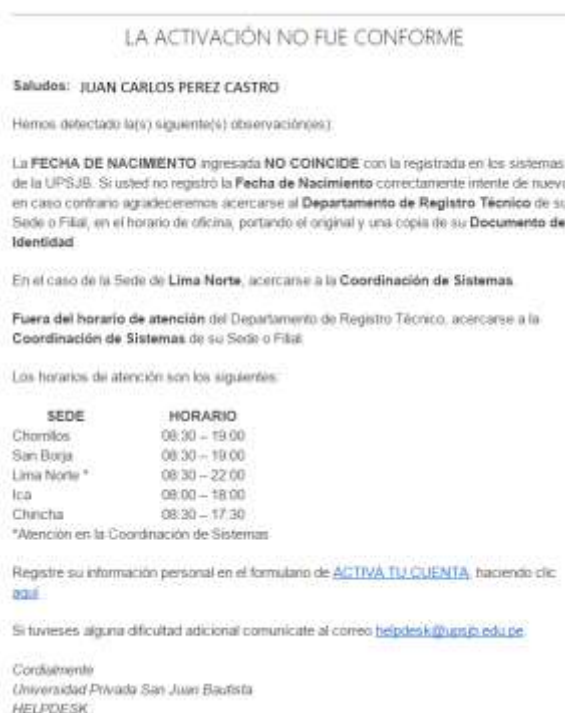 LA ACTIVACIÓN NO FUE CONFORME
Saludos: JUAN CARLOS PEREZ CASTRO
Hemos detectado la(s) siguiente(s) observación(es):
La FECHA DE NACIMIENTO ingresada NO COINCIDE con la registrada en los sistemas
de la UPSJB. Si usted no registró la Fecha de Nacimiento correctamente intente de nuevo
en caso contrario agradeceremos acercarse al Departamento de Registro Técnico de su
Sede o Filial, en el horario de oficina, portando el original y una copia de su Documento de
Identidad
En el caso de la Sede de Lima Norte, acercarse a la Coordinación de Sistemas
Fuera del horario de atención del Departamento de Registro Técnico, acercarse a la
Coordinación de Sistemas de su Sede o Filial
Los horarios de atención son los siguientes:
SEDE HORARIO
Chorrillos 08:30 – 19:00
San Borja 08:30 – 19:00
Lima Norte * 08:30 – 22:00
Ica 08:00 – 18:00
Chincha 08:30 – 17:30
*Atención en la Coordinación de Sistemas
Registre su información personal en el formulario de ACTIVA TU CUENTA, haciendo clic
aquí
Si tuvieses alguna dificultad adicional comunícate al correo helpdesk@upsjb.edu.pe
Cordialmente
Universidad Privada San Juan Bautista
HELPDESK